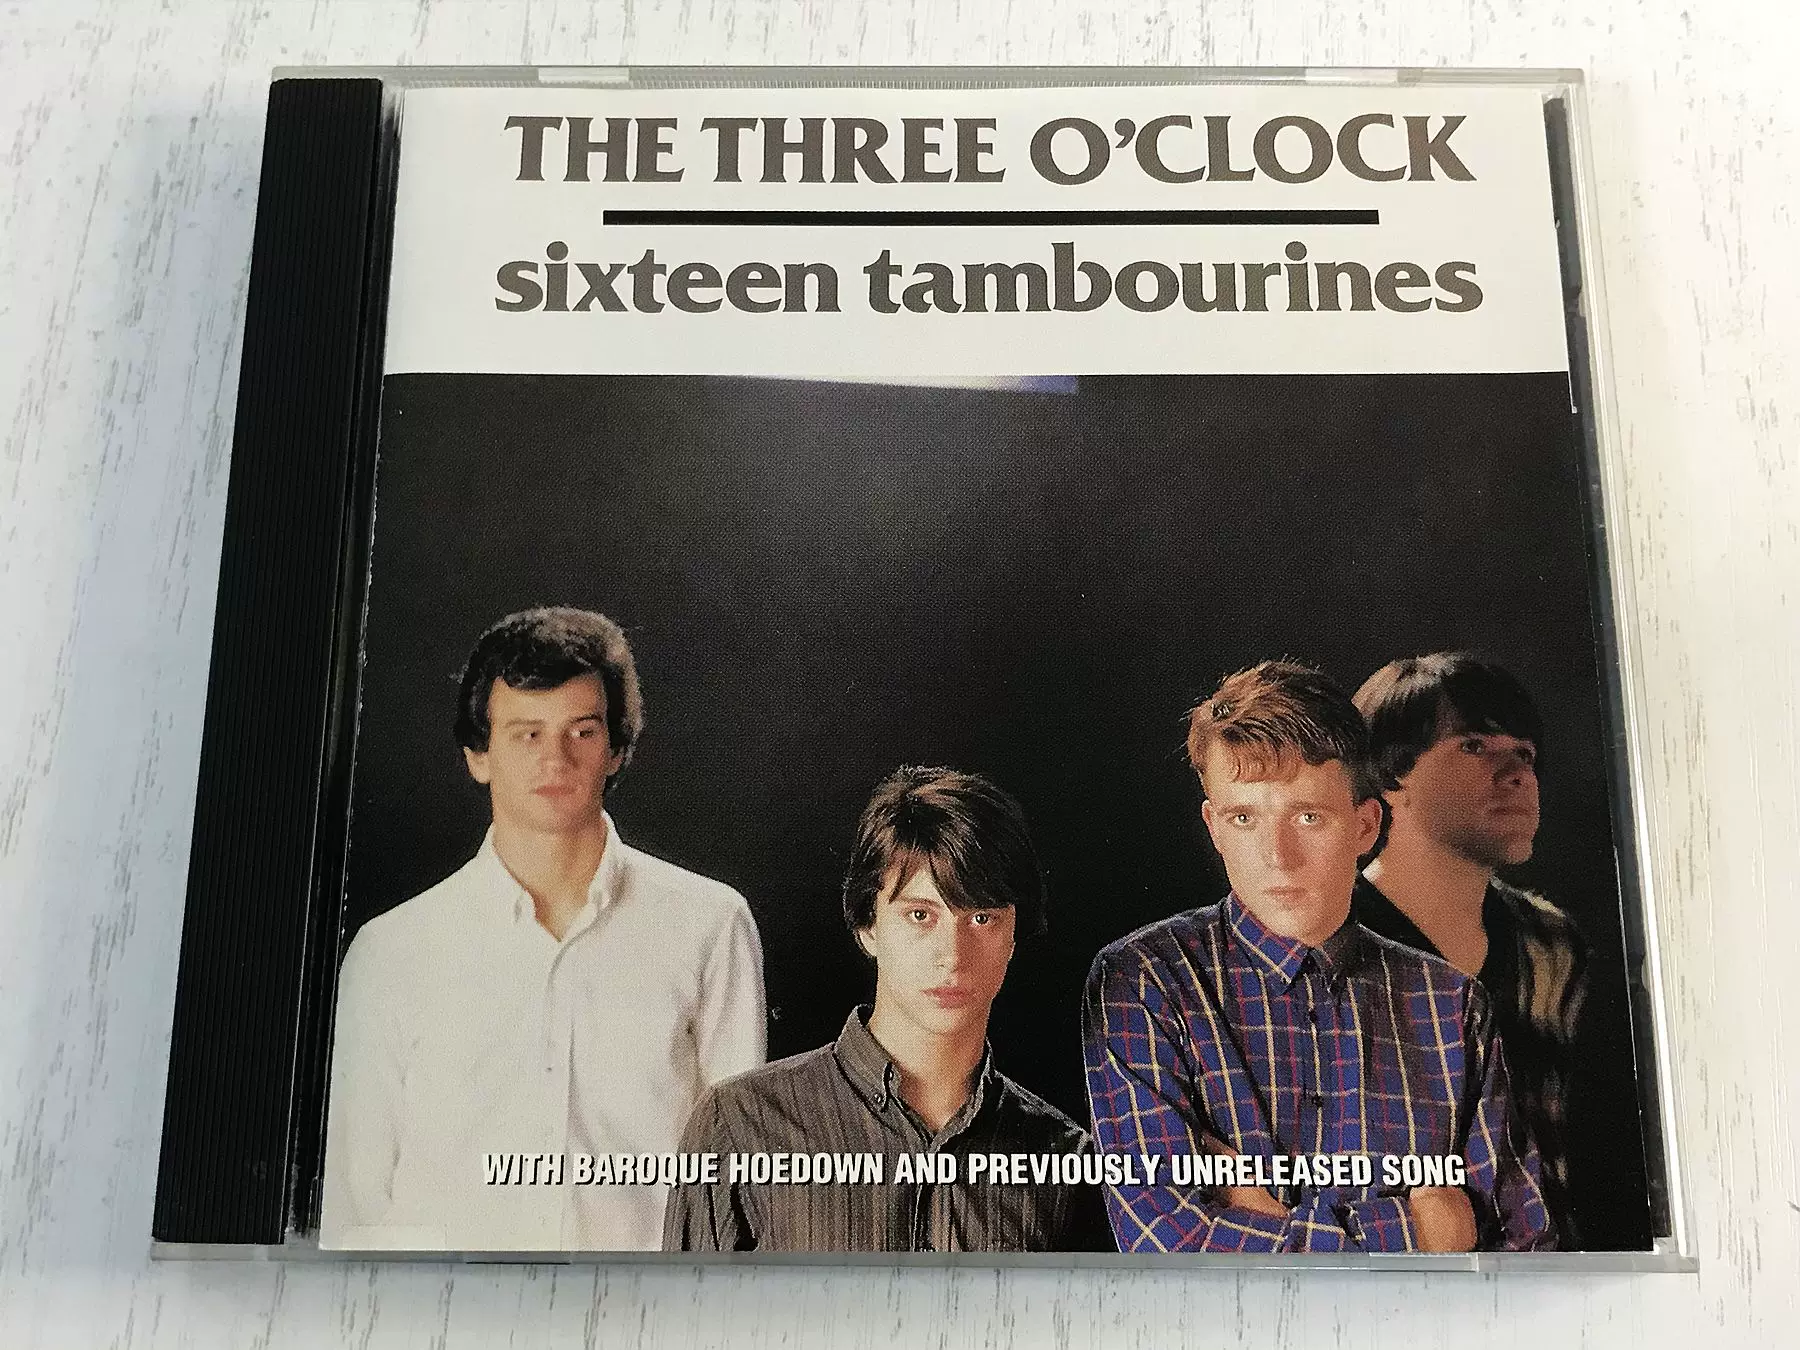 THE THREE O'CLOCK
sixteen tambourines
WITH BAROQUE HOEDOWN AND PREVIOUSLY UNRELEASED SONG